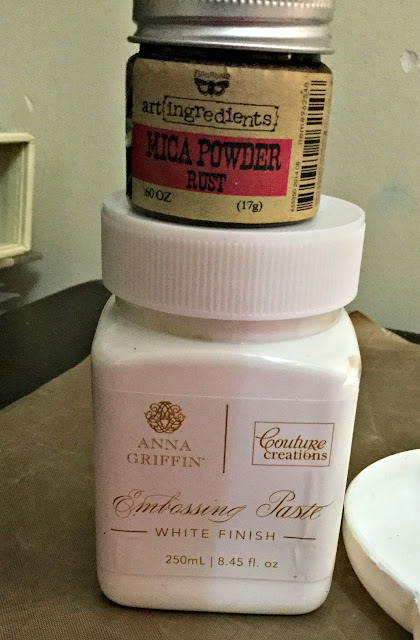 art{ingredients}
MICA POWDER
RUST
.60 OZ (17g)
ANNA
GRIFFIN
Couture
creations
Embossing Paste
WHITE FINISH
250mL | 8.45 fl. oz